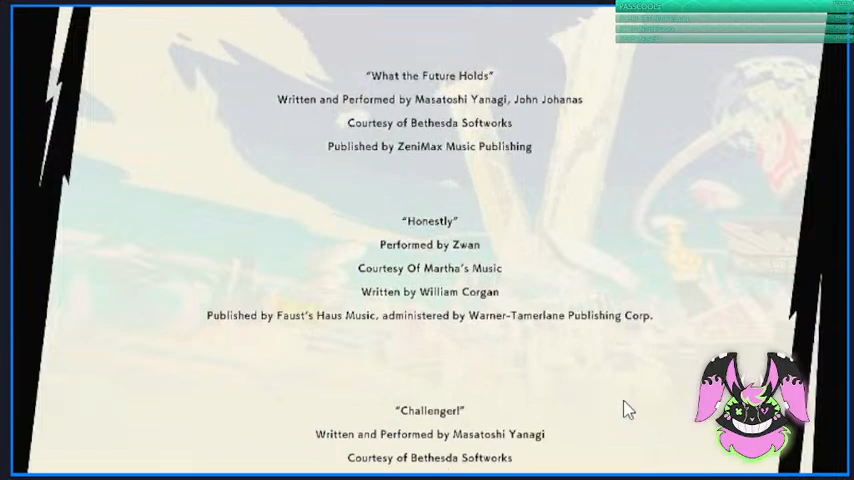 "What the Future Holds"
Written and Performed by Masatoshi Yanagi, John Johanas
Courtesy of Bethesda Softworks
Published by ZeniMax Music Publishing
"Honestly"
Performed by Zwan
Courtesy Of Martha's Music
Written by William Corgan
Published by Faust's Haus Music, administered by Warner-Tamerlane Publishing Corp.
"Challenger!"
Written and Performed by Masatoshi Yanagi
Courtesy of Bethesda Softworks